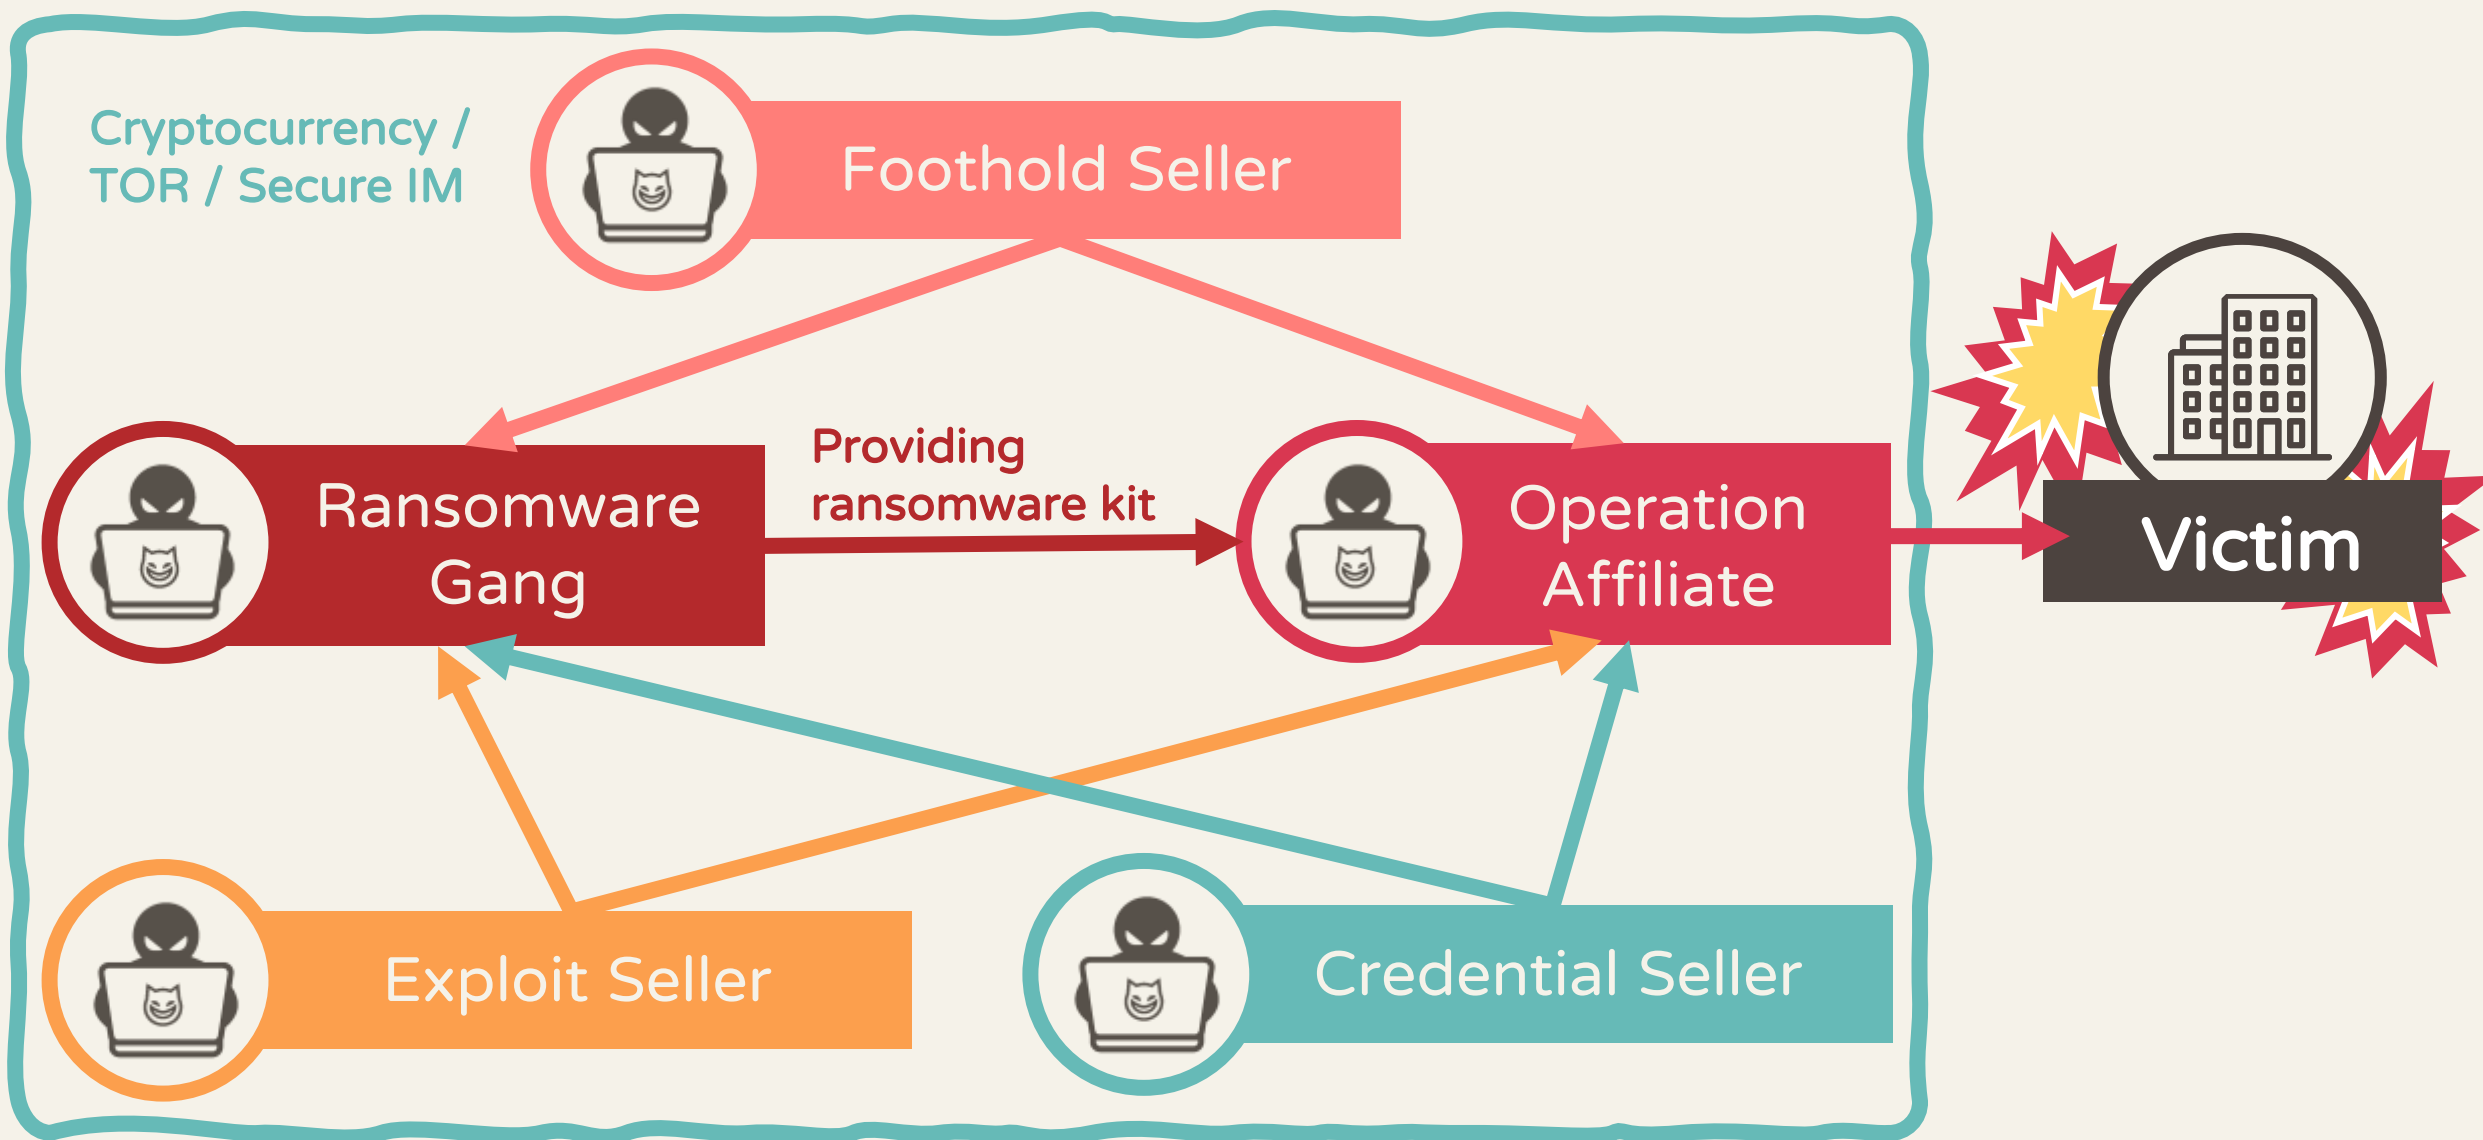 Cryptocurrency /
TOR / Secure IM
Foothold Seller
Ransomware
Gang
Providing
ransomware kit
Operation
Affiliate
Victim
Exploit Seller
Credential Seller